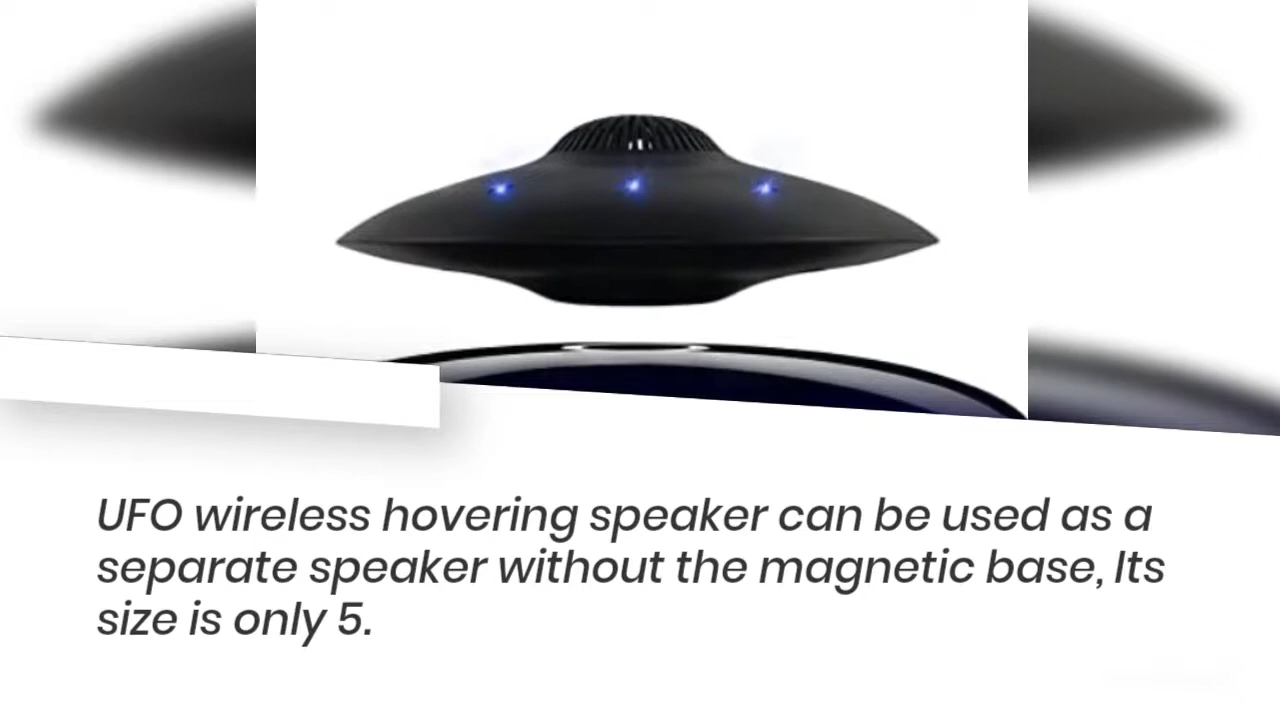 UFO wireless hovering speaker can be used as a
separate speaker without the magnetic base, Its
size is only 5.